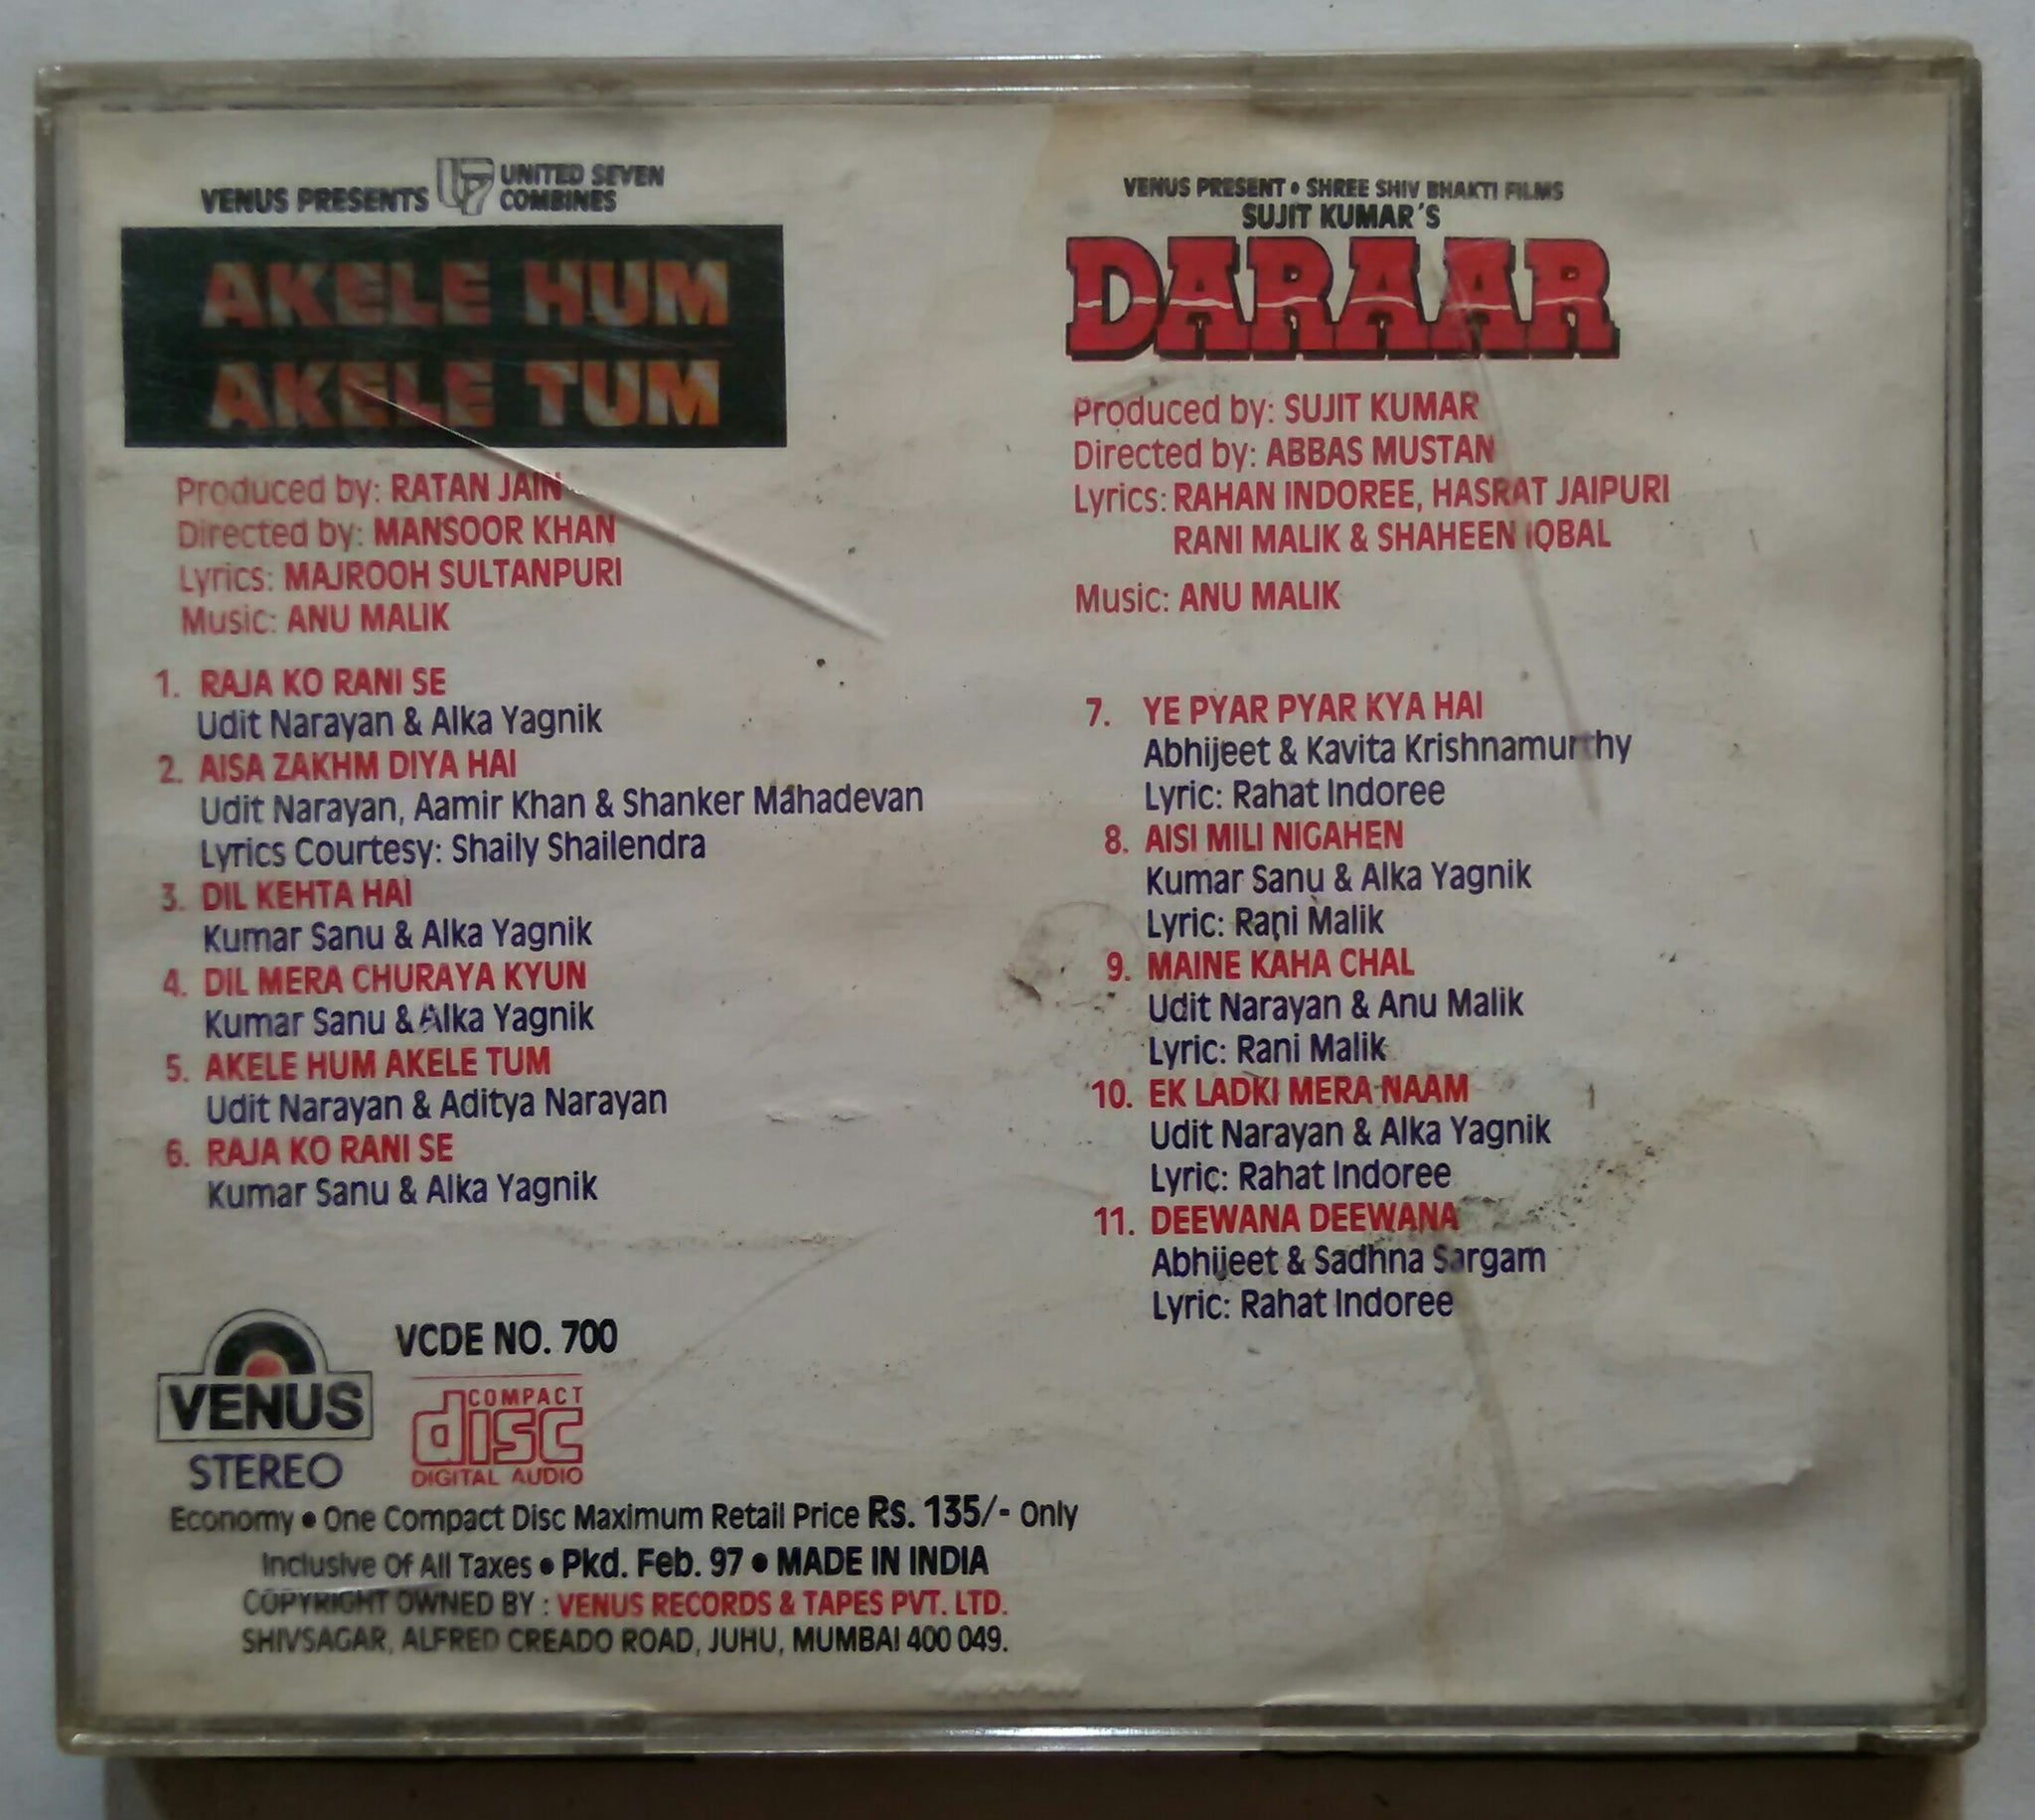 VENUS PRESENTS U7 UNITED SEVEN
COMBINES
AKELE HUM
AKELE TUM
Produced by: RATAN JAIN
Directed by: MANSOOR KHAN
Lyrics: MAJROOH SULTANPURI
Music: ANU MALIK
1. RAJA KO RANI SE
Udit Narayan & Alka Yagnik
2. AISA ZAKHM DIYA HAI
Udit Narayan, Aamir Khan & Shanker Mahadevan
Lyrics Courtesy: Shaily Shailendra
3. DIL KEHTA HAI
Kumar Sanu & Alka Yagnik
4. DIL MERA CHURAYA KYUN
Kumar Sanu & Alka Yagnik
5. AKELE HUM AKELE TUM
Udit Narayan & Aditya Narayan
6. RAJA KO RANI SE
Kumar Sanu & Alka Yagnik
VENUS PRESENT • SHREE SHIV BHAKTI FILMS
SUJIT KUMAR'S
DARAAR
Produced by: SUJIT KUMAR
Directed by: ABBAS MUSTAN
Lyrics: RAHAN INDOREE, HASRAT JAIPURI
RANI MALIK & SHAHEEN IQBAL
Music: ANU MALIK
7. YE PYAR PYAR KYA HAI
Abhijeet & Kavita Krishnamurthy
Lyric: Rahat Indoree
8. AISI MILI NIGAHEN
Kumar Sanu & Alka Yagnik
Lyric: Rani Malik
9. MAINE KAHA CHAL
Udit Narayan & Anu Malik
Lyric: Rani Malik
10. EK LADKI MERA NAAM
Udit Narayan & Alka Yagnik
Lyric: Rahat Indoree
11. DEEWANA DEEWANA
Abhijeet & Sadhna Sargam
Lyric: Rahat Indoree
VENUS
STEREO
VCDE NO. 700
COMPACT
disc
DIGITAL AUDIO
Economy • One Compact Disc Maximum Retail Price Rs. 135/- Only
Inclusive Of All Taxes • Pkd. Feb. 97 • MADE IN INDIA
COPYRIGHT OWNED BY : VENUS RECORDS & TAPES PVT. LTD.
SHIVSAGAR, ALFRED CREADO ROAD, JUHU, MUMBAI 400 049.